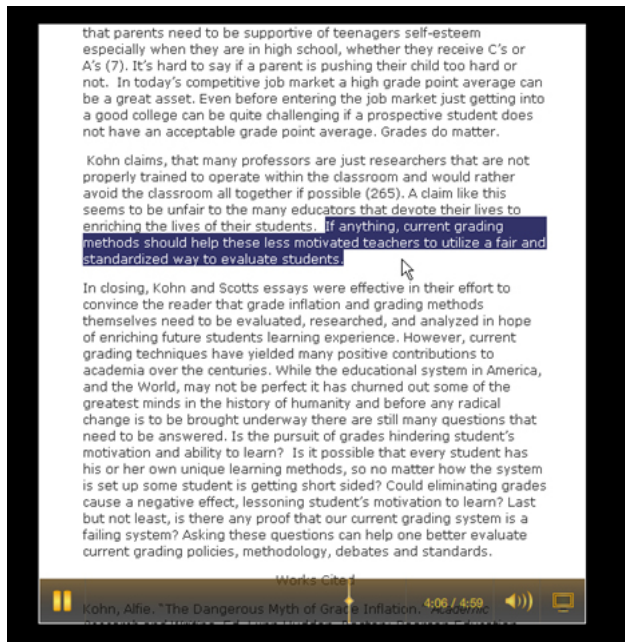 that parents need to be supportive of teenagers self-esteem
especially when they are in high school, whether they receive C's or
A's (7). It's hard to say if a parent is pushing their child too hard or
not.  In today's competitive job market a high grade point average can
be a great asset. Even before entering the job market just getting into
a good college can be quite challenging if a prospective student does
not have an acceptable grade point average. Grades do matter.
Kohn claims, that many professors are just researchers that are not
properly trained to operate within the classroom and would rather
avoid the classroom all together if possible (265). A claim like this
seems to be unfair to the many educators that devote their lives to
enriching the lives of their students.  If anything, current grading
methods should help these less motivated teachers to utilize a fair and
standardized way to evaluate students.
In closing, Kohn and Scotts essays were effective in their effort to
convince the reader that grade inflation and grading methods
themselves need to be evaluated, researched, and analyzed in hope
of enriching future students learning experience. However, current
grading techniques have yielded many positive contributions to
academia over the centuries. While the educational system in America,
and the World, may not be perfect it has churned out some of the
greatest minds in the history of humanity and before any radical
change is to be brought underway there are still many questions that
need to be answered. Is the pursuit of grades hindering student's
motivation and ability to learn?  Is it possible that every student has
his or her own unique learning methods, so no matter how the system
is set up some student is getting short sided? Could eliminating grades
cause a negative effect, lessoning student's motivation to learn? Last
but not least, is there any proof that our current grading system is a
failing system? Asking these questions can help one better evaluate
current grading policies, methodology, debates and standards.
Works Cited
4:06 / 4:59
Kohn, Alfie. "The Dangerous Myth of Grade Inflation." Academic